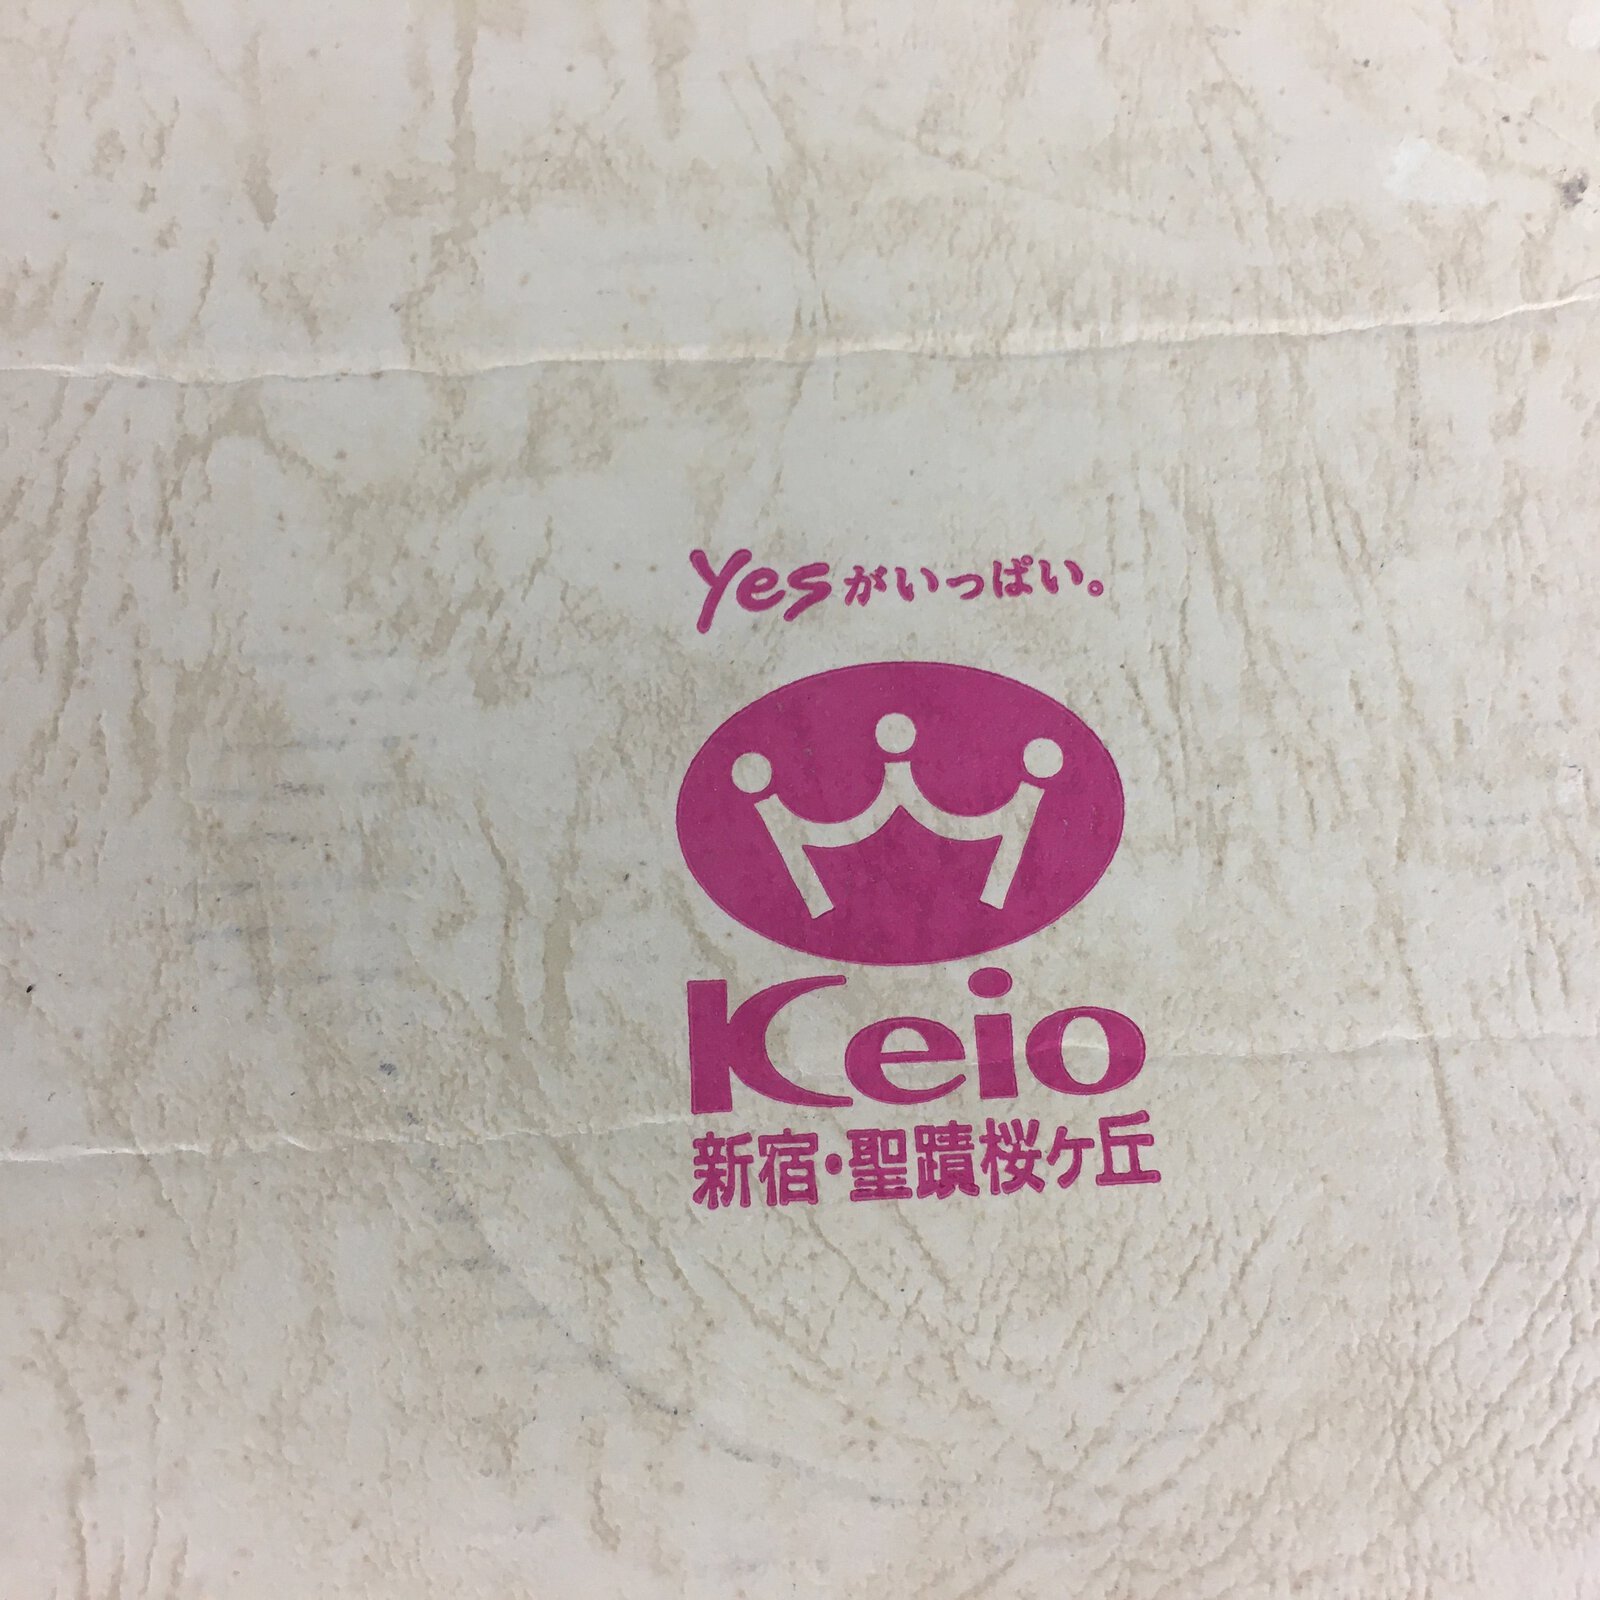 Yesがいっぱい。
Keio
新宿・聖蹟桜ヶ丘